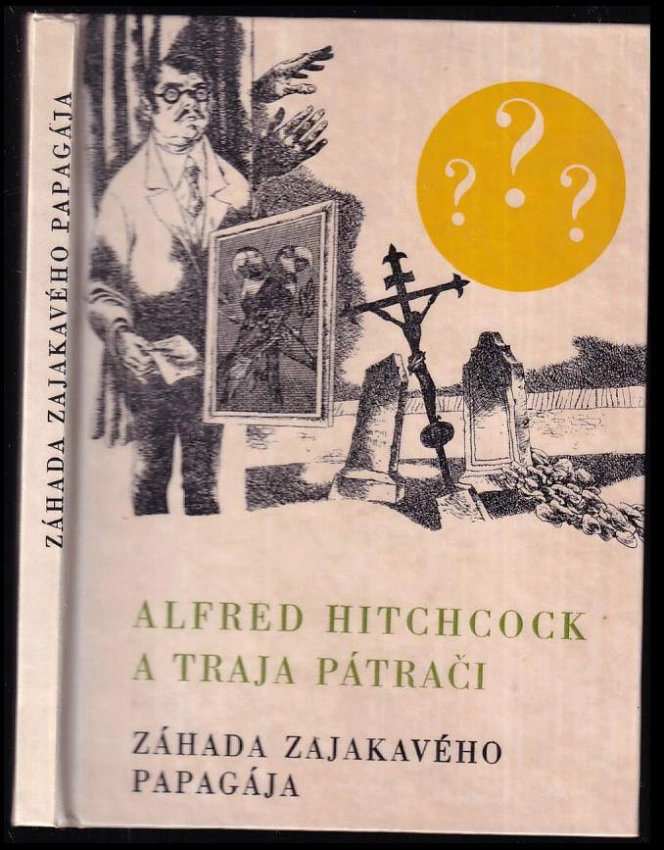 ZÁHADA ZAJAKAVÉHO PAPAGÁJA
? ? ?
ALFRED HITCHCOCK
A TRAJA PÁTRAČI
ZÁHADA ZAJAKAVÉHO
PAPAGÁJA